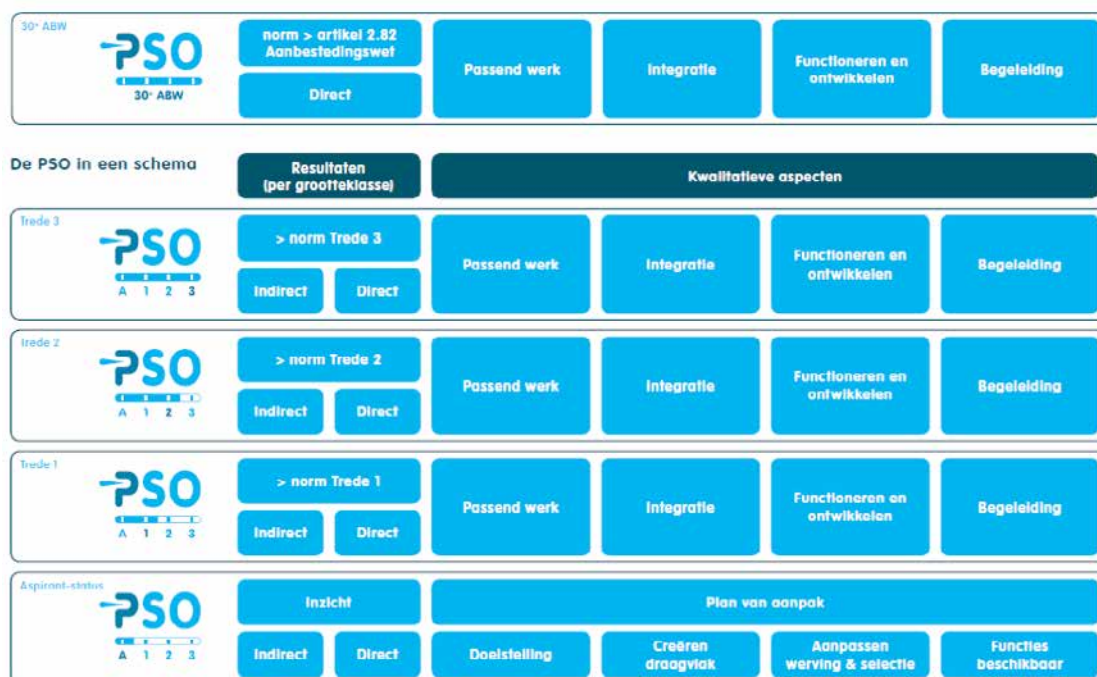 30+ ABW
PSO
30+ ABW
norm > artikel 2.82
Aanbestedingswet
Direct
Passend werk
Integratie
Functioneren en
ontwikkelen
Begeleiding
De PSO in een schema
Resultaten
(per grootteklasse)
Kwalitatieve aspecten
Trede 3
PSO
A 1 2 3
> norm Trede 3
Indirect
Direct
Passend werk
Integratie
Functioneren en
ontwikkelen
Begeleiding
Trede 2
PSO
A 1 2 3
> norm Trede 2
Indirect
Direct
Passend werk
Integratie
Functioneren en
ontwikkelen
Begeleiding
Trede 1
PSO
A 1 2 3
> norm Trede 1
Indirect
Direct
Passend werk
Integratie
Functioneren en
ontwikkelen
Begeleiding
Aspirant-status
PSO
A 1 2 3
Inzicht
Indirect
Direct
Plan van aanpak
Doelstelling
Creëren
draagvlak
Aanpassen
werving & selectie
Functies
beschikbaar